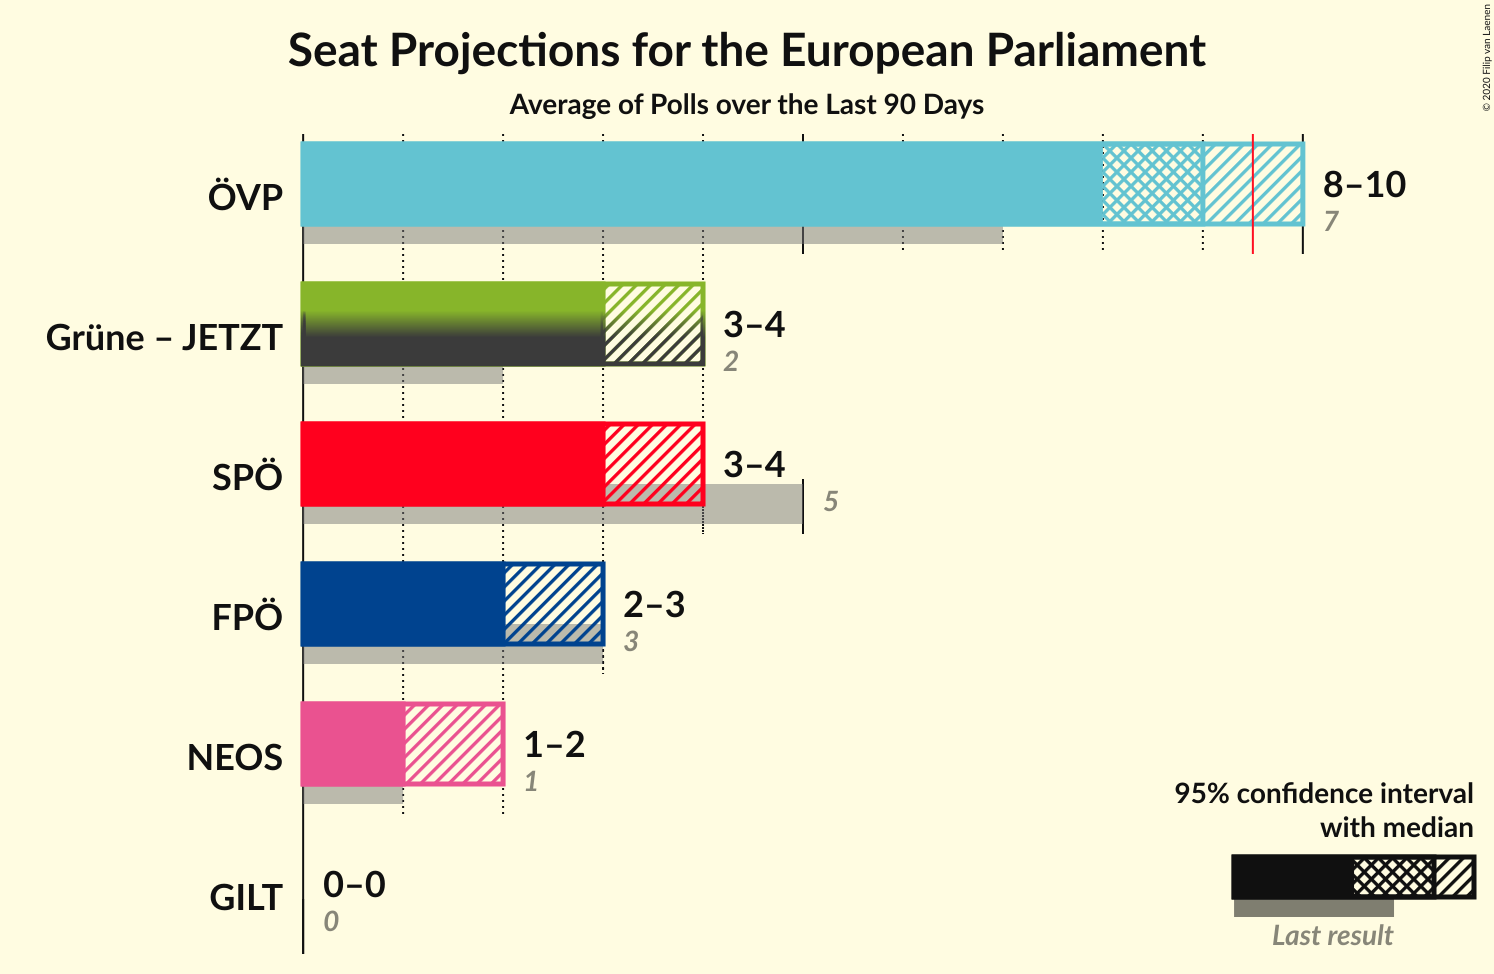 Seat Projections for the European Parliament
Average of Polls over the Last 90 Days
© 2020 Filip van Laenen
ÖVP
8–10
7
Grüne – JETZT
3–4
2
SPÖ
3–4
5
FPÖ
2–3
3
NEOS
1–2
1
GILT
0–0
0
95% confidence interval
with median
Last result